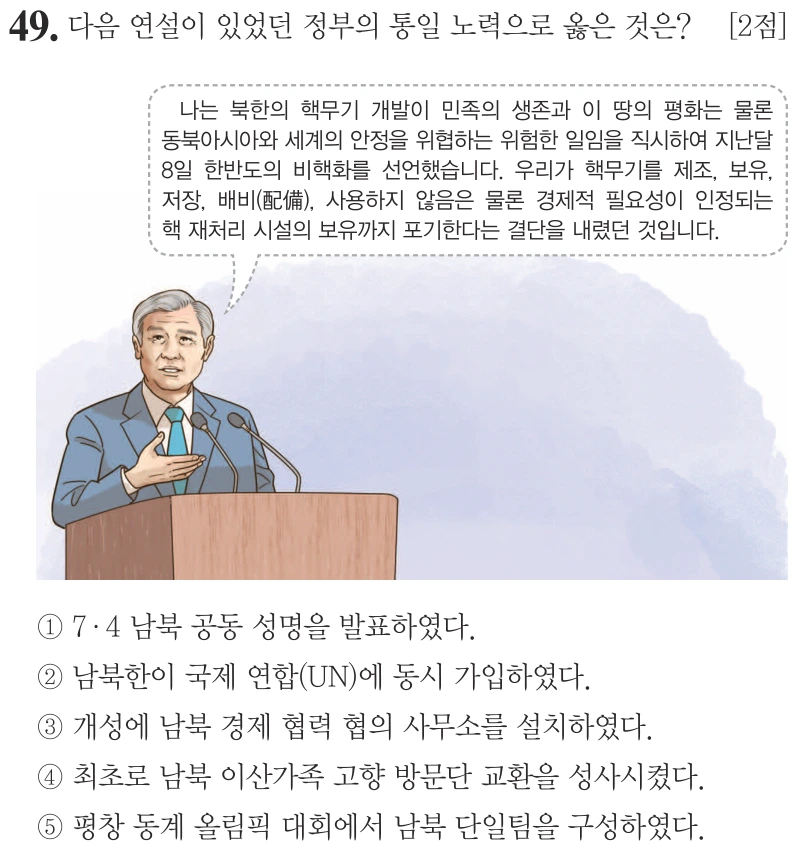 49. 다음 연설이 있었던 정부의 통일 노력으로 옳은 것은? [2점]
나는 북한의 핵무기 개발이 민족의 생존과 이 땅의 평화는 물론
동북아시아와 세계의 안정을 위협하는 위험한 일임을 직시하여 지난달
8일 한반도의 비핵화를 선언했습니다. 우리가 핵무기를 제조, 보유,
저장, 배비(配備), 사용하지 않음은 물론 경제적 필요성이 인정되는
핵 재처리 시설의 보유까지 포기한다는 결단을 내렸던 것입니다.
① 7·4 남북 공동 성명을 발표하였다.
② 남북한이 국제 연합(UN)에 동시 가입하였다.
③ 개성에 남북 경제 협력 협의 사무소를 설치하였다.
④ 최초로 남북 이산가족 고향 방문단 교환을 성사시켰다.
⑤ 평창 동계 올림픽 대회에서 남북 단일팀을 구성하였다.